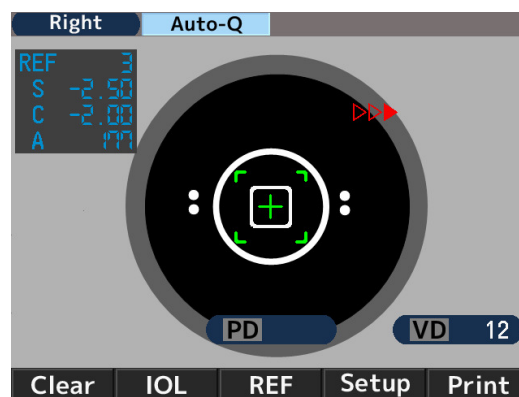 Right Auto-Q
REF 3
S -2.50
C -2.00
A 177
PD
VD 12
Clear IOL REF Setup Print